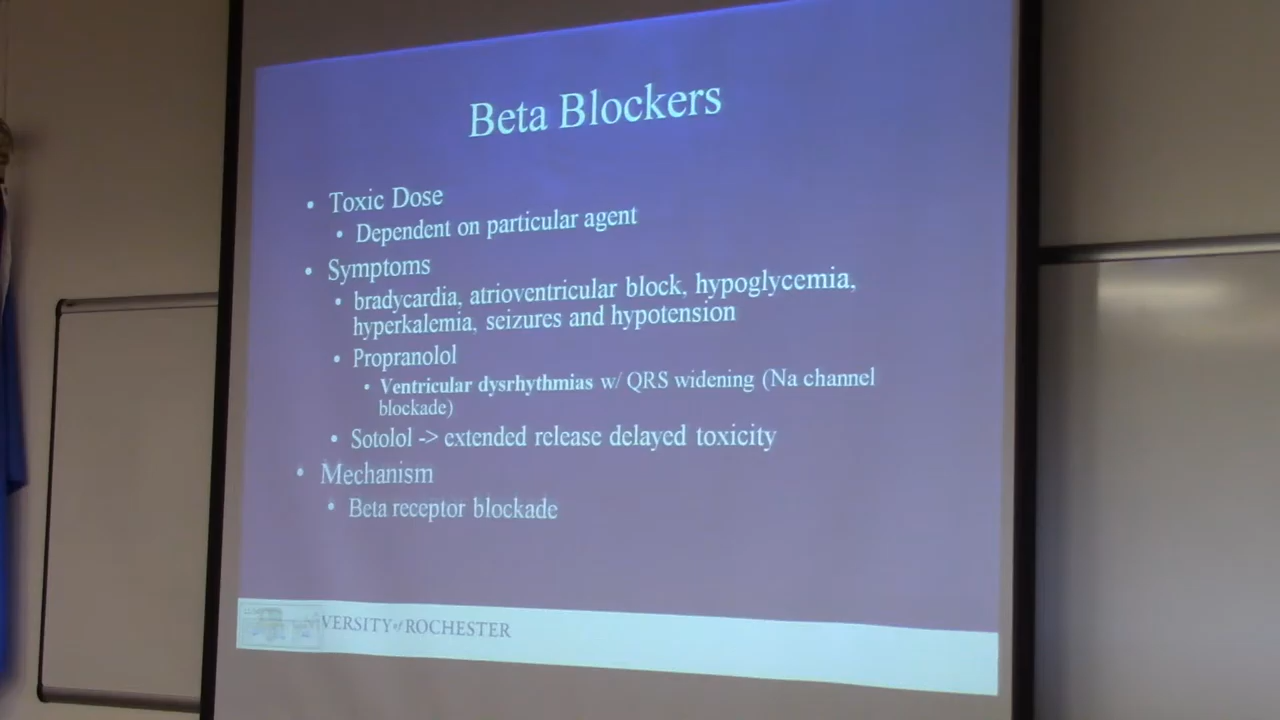 Beta Blockers
• Toxic Dose
• Dependent on particular agent
• Symptoms
• bradycardia, atrioventricular block, hypoglycemia,
hyperkalemia, seizures and hypotension
• Propranolol
• Ventricular dysrhythmias w/ QRS widening (Na channel
blockade)
• Sotolol -> extended release delayed toxicity
• Mechanism
• Beta receptor blockade
VERSITY of ROCHESTER